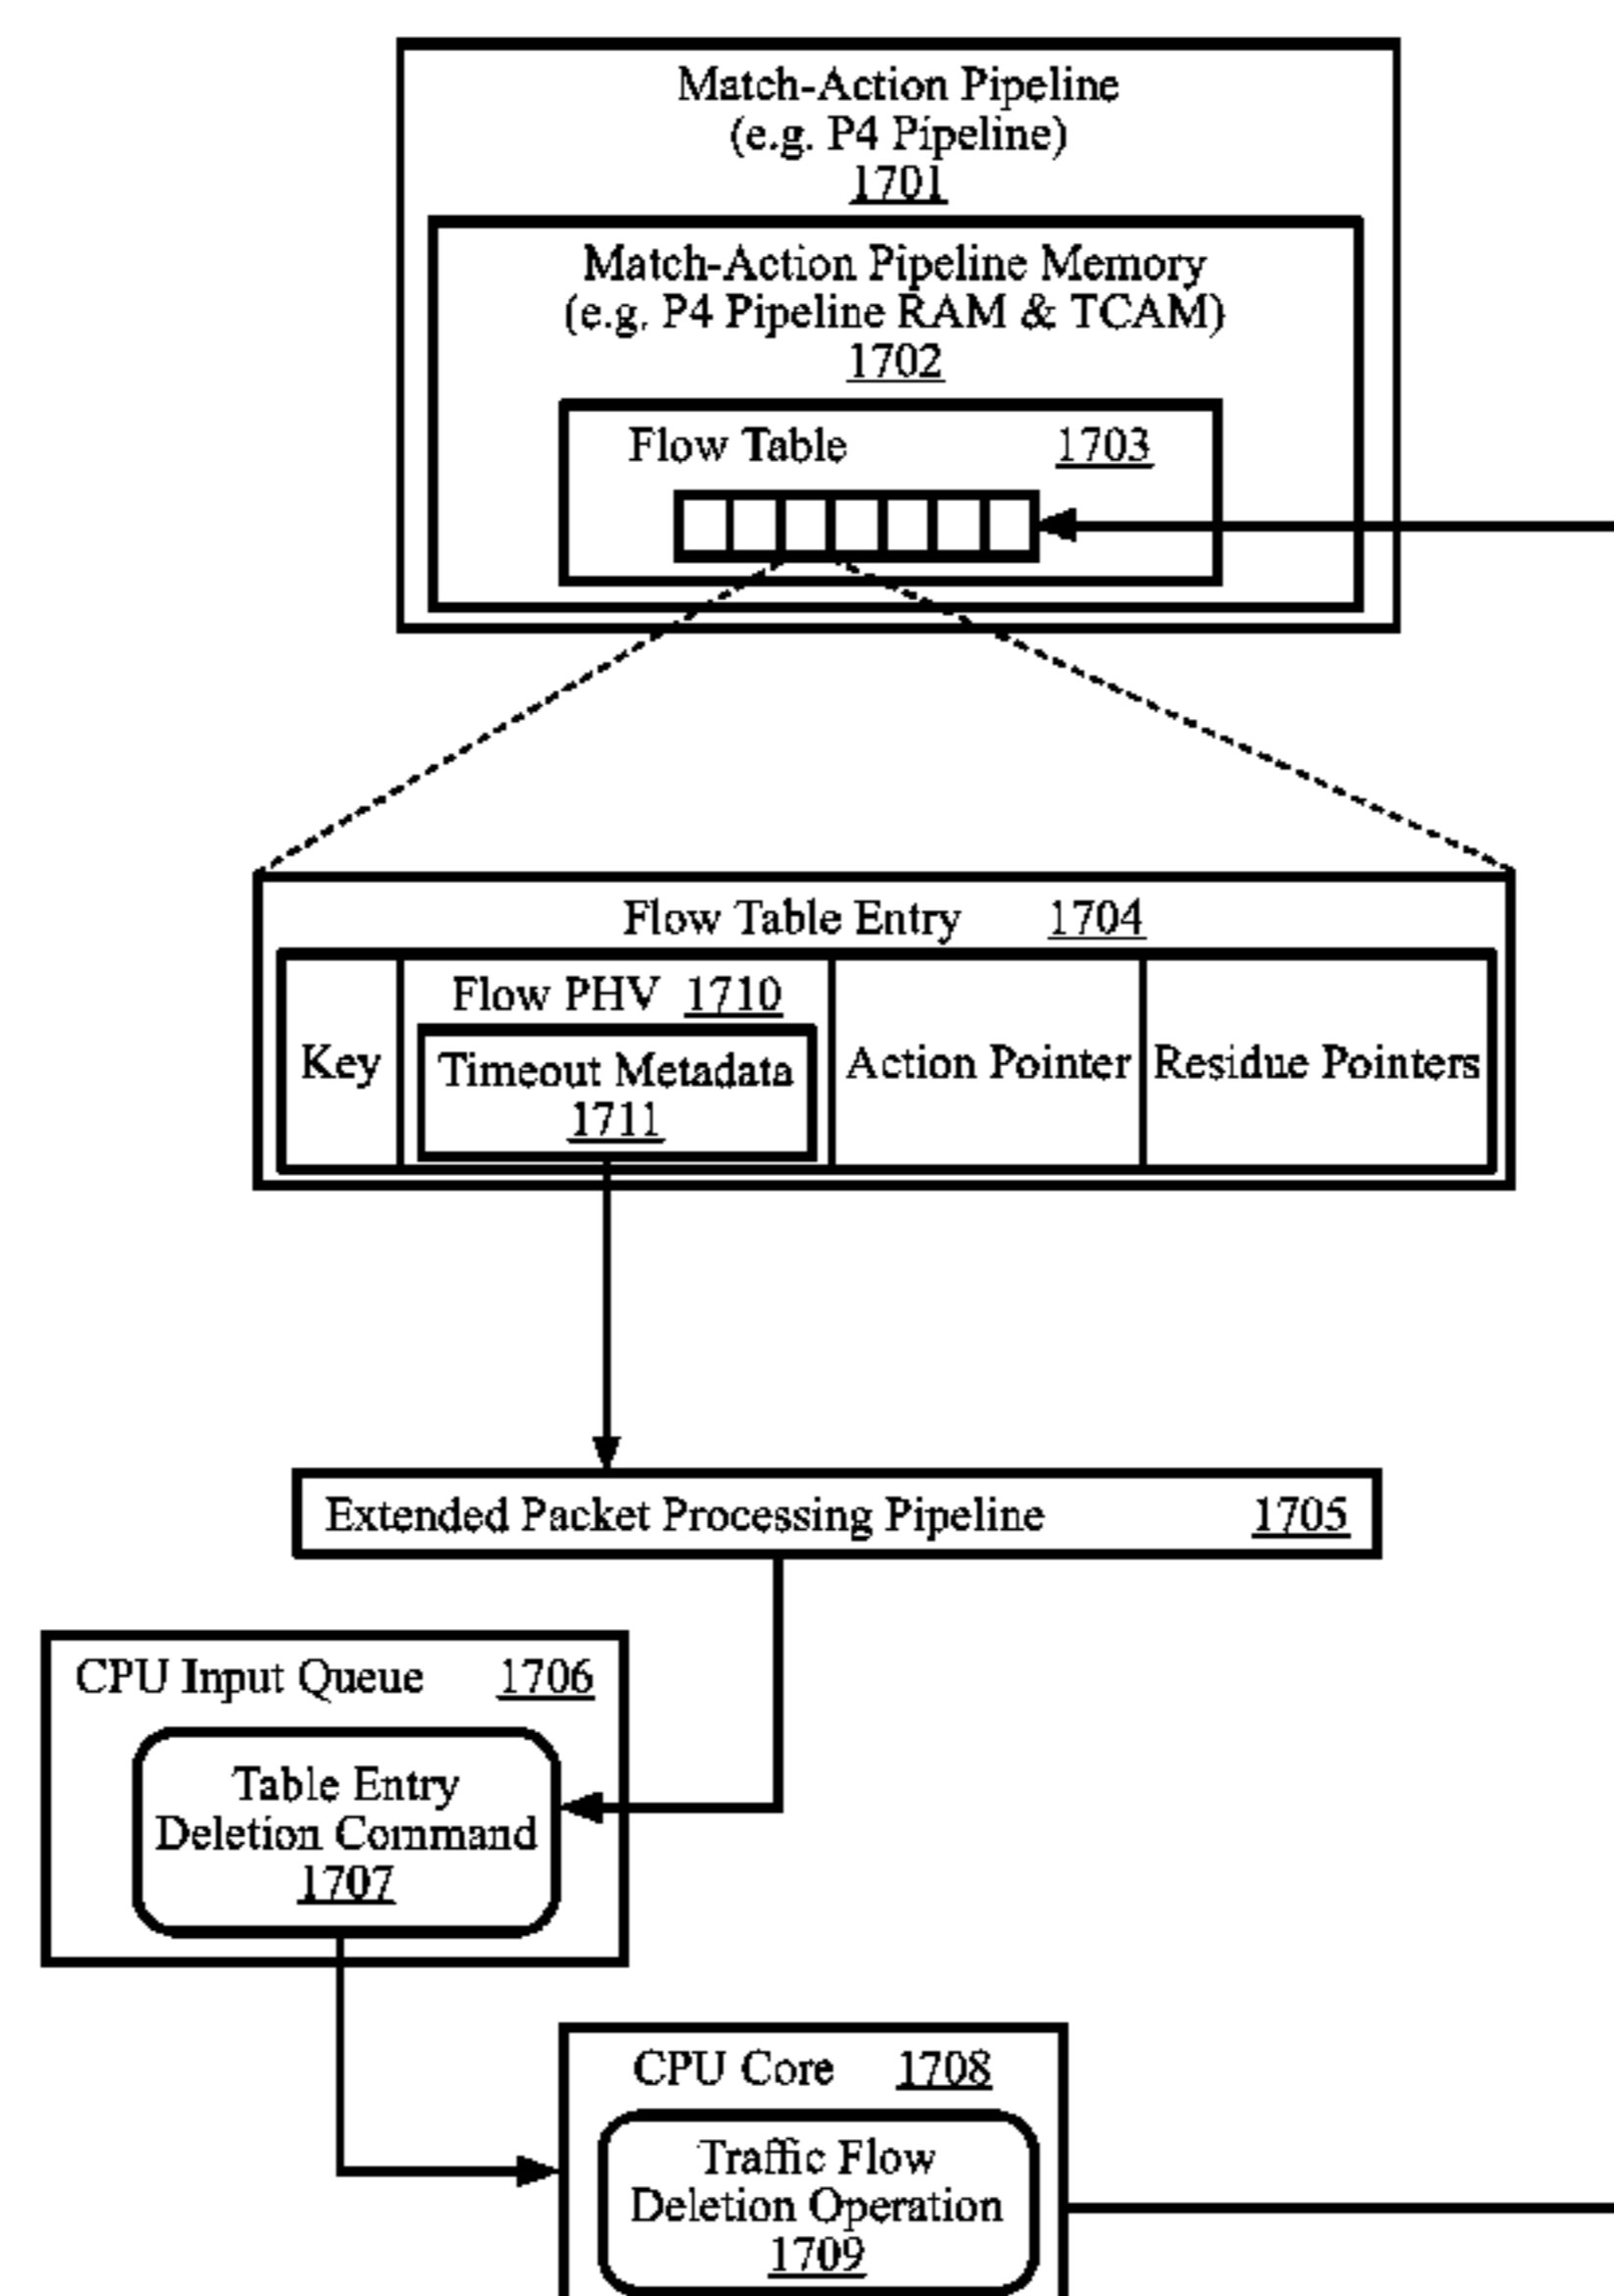 Match-Action Pipeline
(e.g. P4 Pipeline)
1701
Match-Action Pipeline Memory
(e.g. P4 Pipeline RAM & TCAM)
1702
Flow Table 1703
Flow Table Entry 1704
Key
Flow PHV 1710
Timeout Metadata
1711
Action Pointer
Residue Pointers
Extended Packet Processing Pipeline 1705
CPU Input Queue 1706
Table Entry
Deletion Command
1707
CPU Core 1708
Traffic Flow
Deletion Operation
1709